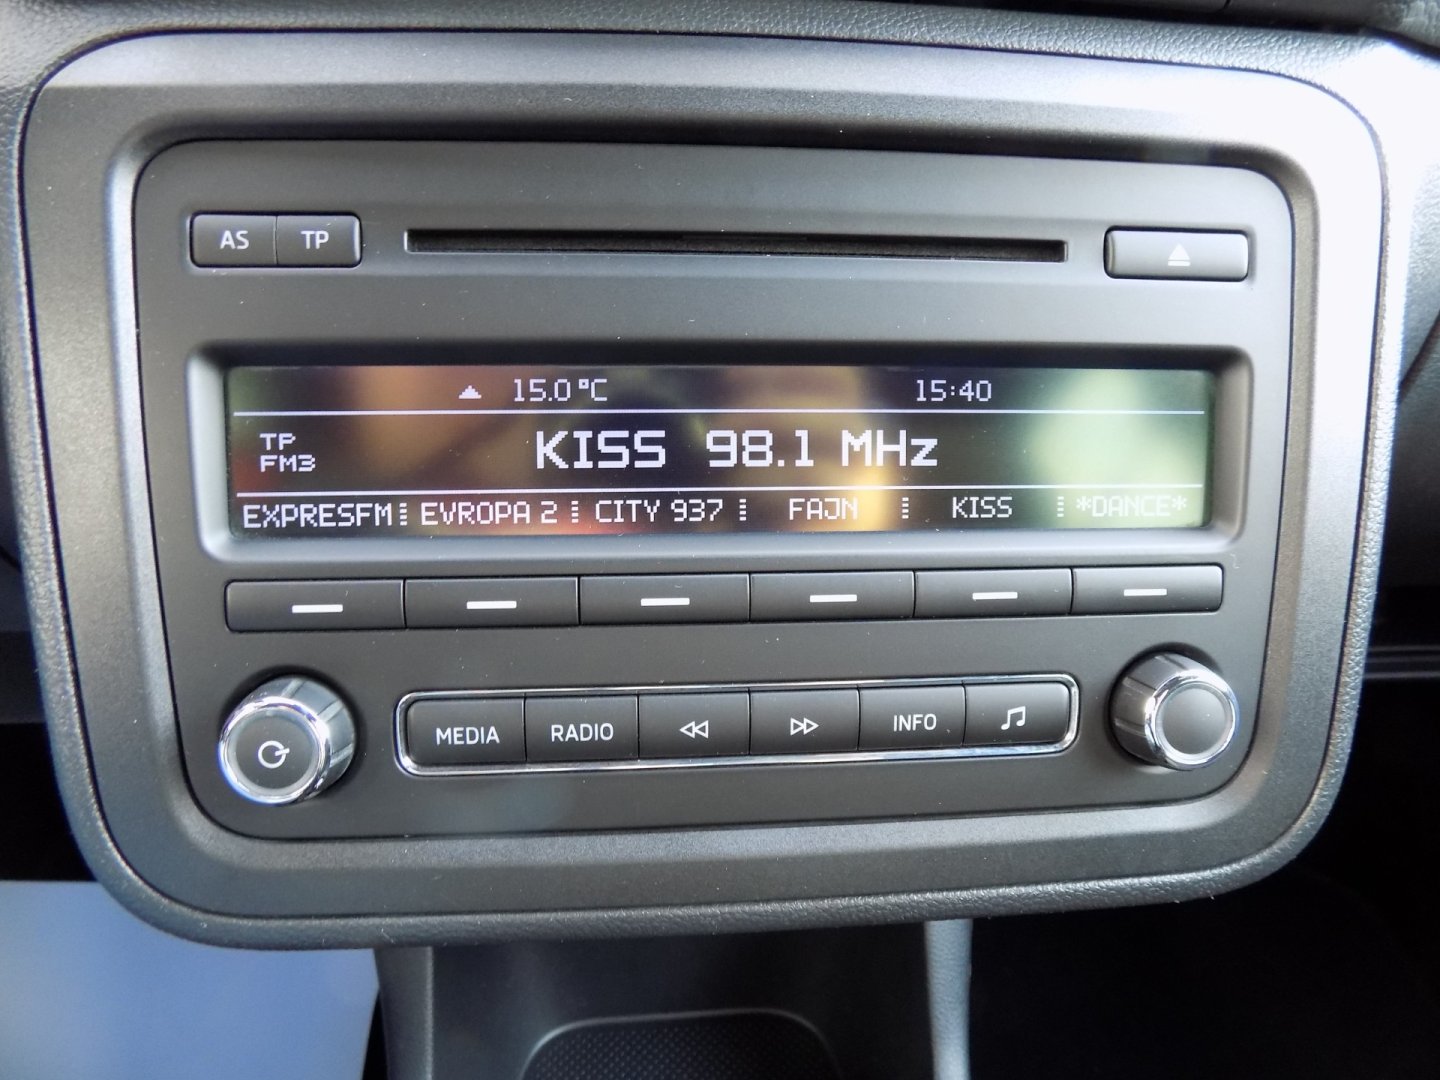 AS TP
15.0°C 15:40
TP
FM3
KISS 98.1 MHz
EXPRESFM EVROPA 2 CITY 937 FAJN KISS *DANCE*
MEDIA RADIO INFO